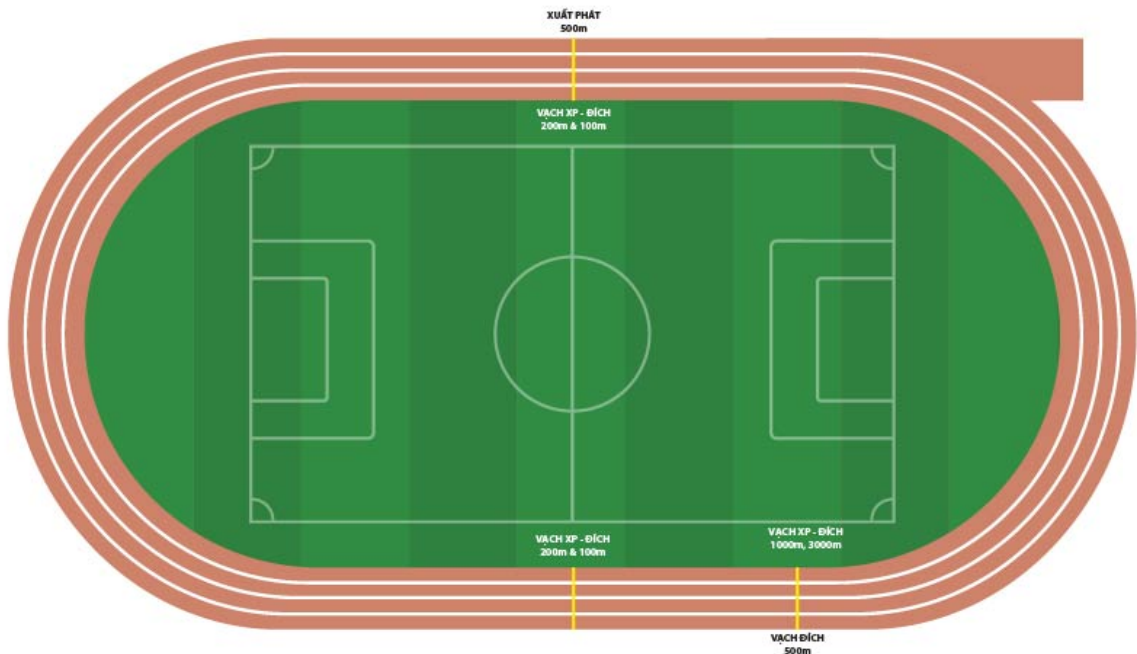 XUẤT PHÁT
500m
VẠCH XP - ĐÍCH
200m & 100m
VẠCH XP - ĐÍCH
200m & 100m
VẠCH XP - ĐÍCH
1000m, 3000m
VẠCH ĐÍCH
500m